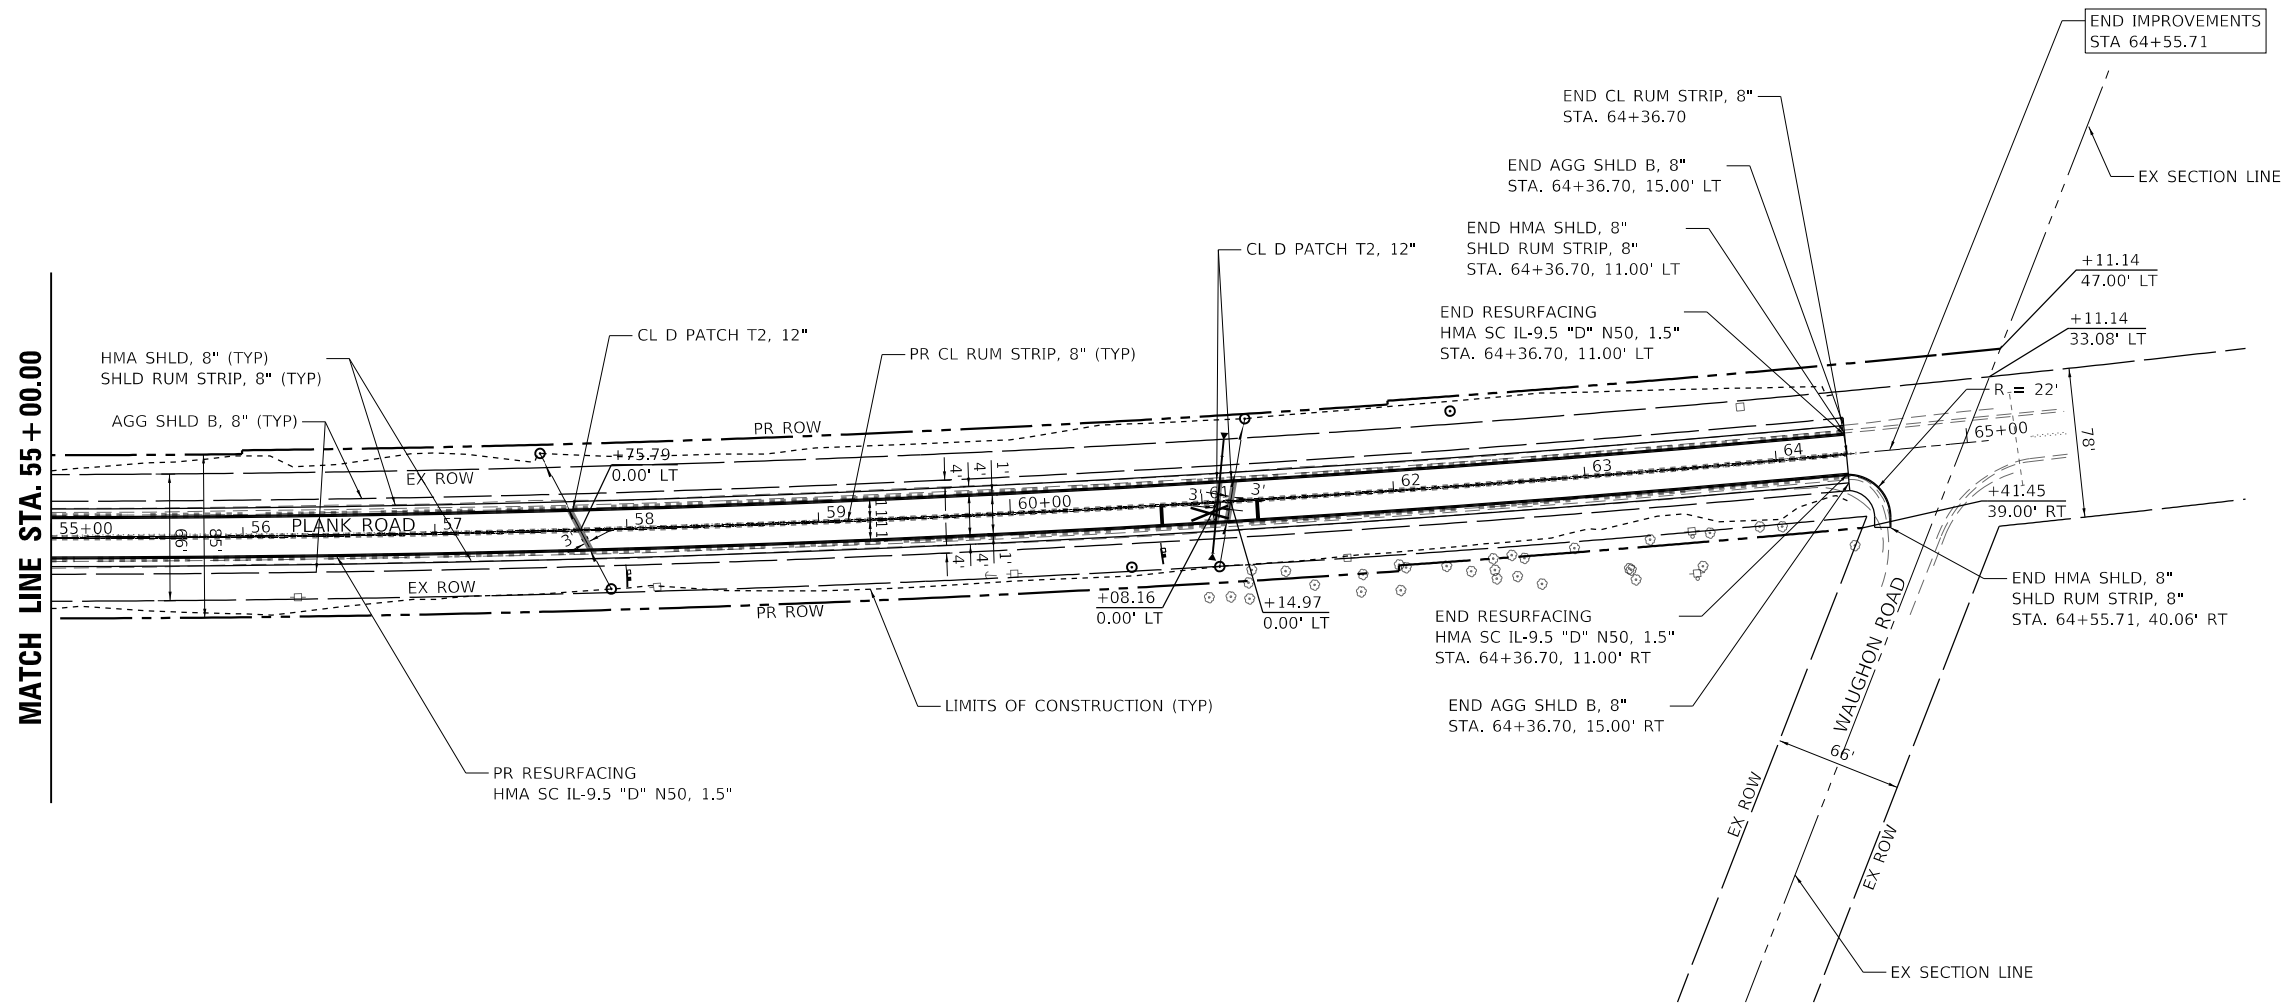 END IMPROVEMENTS
STA 64+55.71
END CL RUM STRIP, 8"
STA. 64+36.70
END AGG SHLD B, 8"
STA. 64+36.70, 15.00' LT
EX SECTION LINE
END HMA SHLD, 8"
SHLD RUM STRIP, 8"
STA. 64+36.70, 11.00' LT
CL D PATCH T2, 12"
+11.14
47.00' LT
END RESURFACING
HMA SC IL-9.5 "D" N50, 1.5"
STA. 64+36.70, 11.00' LT
+11.14
33.08' LT
CL D PATCH T2, 12"
PR CL RUM STRIP, 8" (TYP)
HMA SHLD, 8" (TYP)
SHLD RUM STRIP, 8" (TYP)
AGG SHLD B, 8" (TYP)
MATCH LINE STA. 55+00.00
R = 22'
PR ROW
EX ROW
+75.79
0.00' LT
78'
66'
85'
4'
4'
1'
11'
11'
55+00
56
PLANK ROAD
57
58
59
60+00
61
62
63
64
65+00
3'
3'
3'
1'
4'
4'
+41.45
39.00' RT
EX ROW
PR ROW
+08.16
0.00' LT
+14.97
0.00' LT
END HMA SHLD, 8"
SHLD RUM STRIP, 8"
STA. 64+55.71, 40.06' RT
END RESURFACING
HMA SC IL-9.5 "D" N50, 1.5"
STA. 64+36.70, 11.00' RT
WAUGHON ROAD
LIMITS OF CONSTRUCTION (TYP)
END AGG SHLD B, 8"
STA. 64+36.70, 15.00' RT
66'
PR RESURFACING
HMA SC IL-9.5 "D" N50, 1.5"
EX ROW
EX ROW
EX SECTION LINE